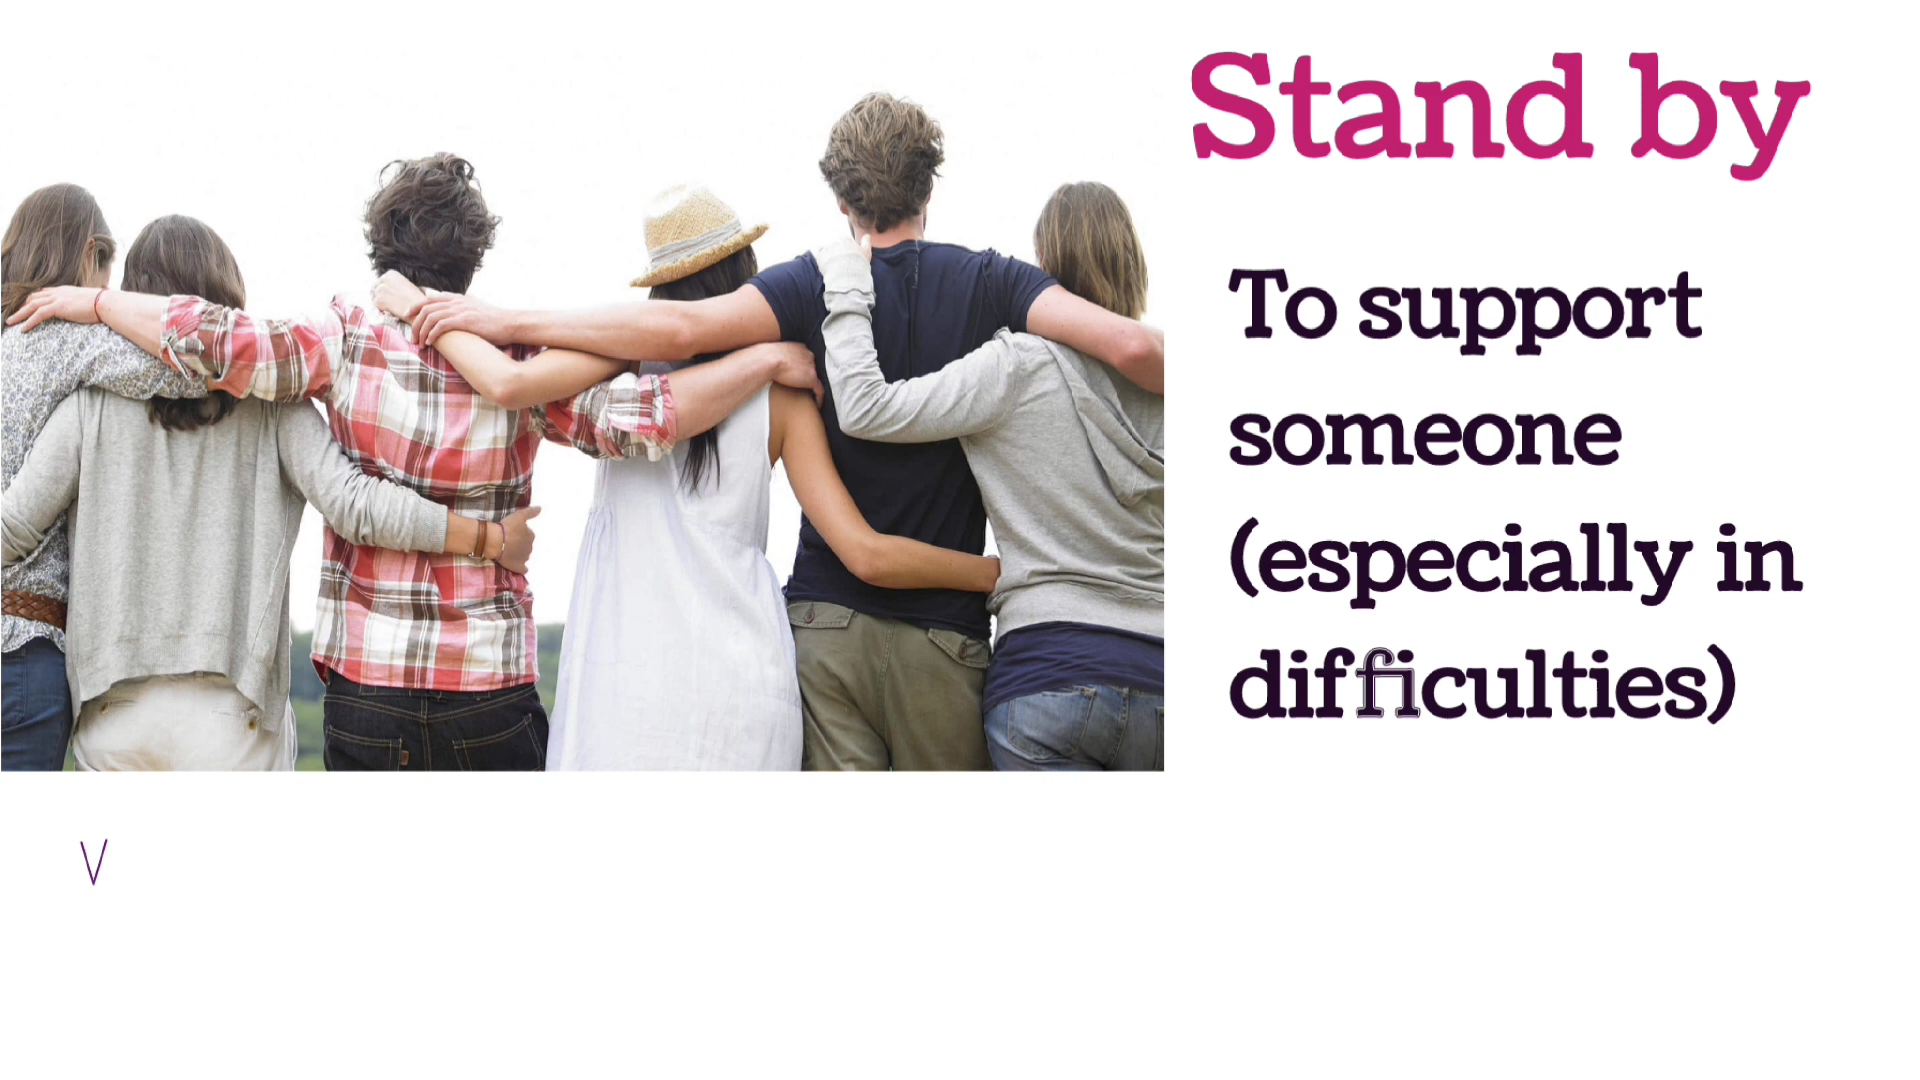 Stand by
To support
someone
(especially in
difficulties)
V